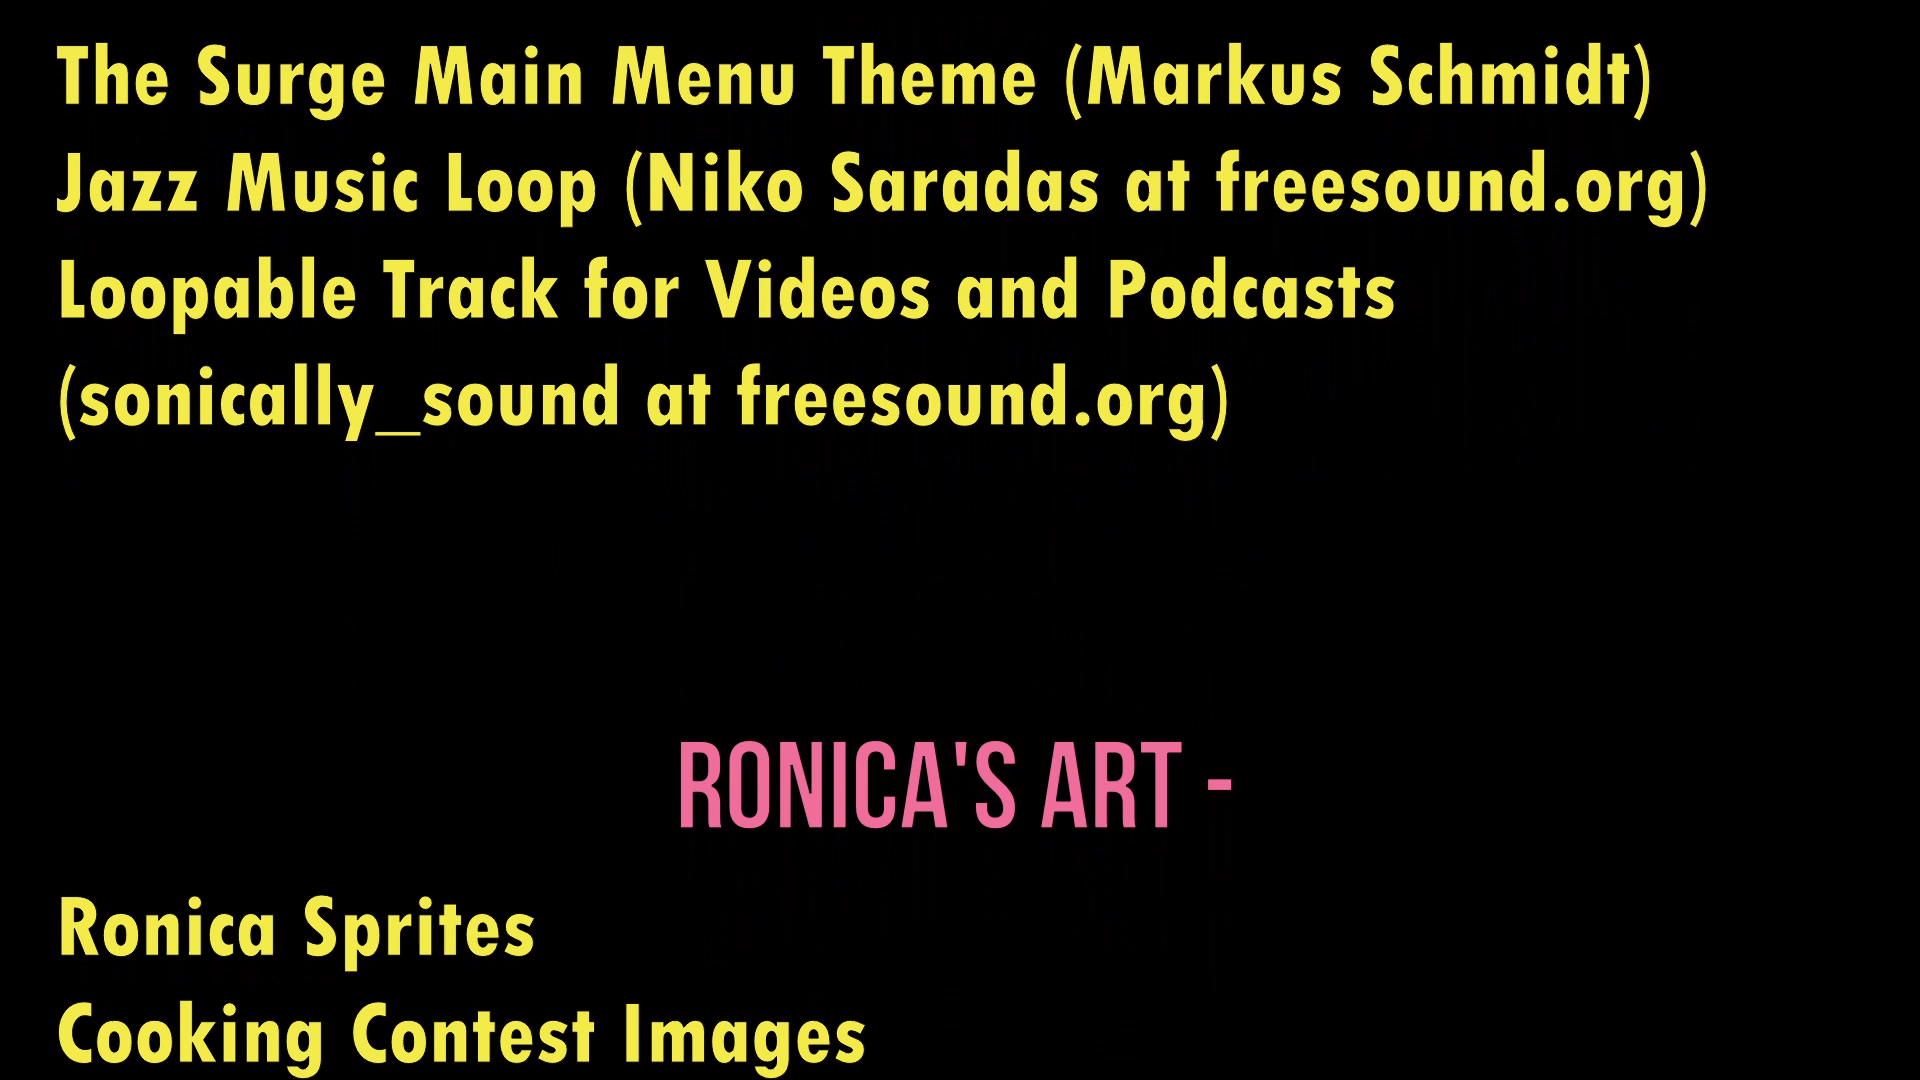 The Surge Main Menu Theme (Markus Schmidt)
Jazz Music Loop (Niko Saradas at freesound.org)
Loopable Track for Videos and Podcasts
(sonically_sound at freesound.org)
RONICA'S ART -
Ronica Sprites
Cooking Contest Images